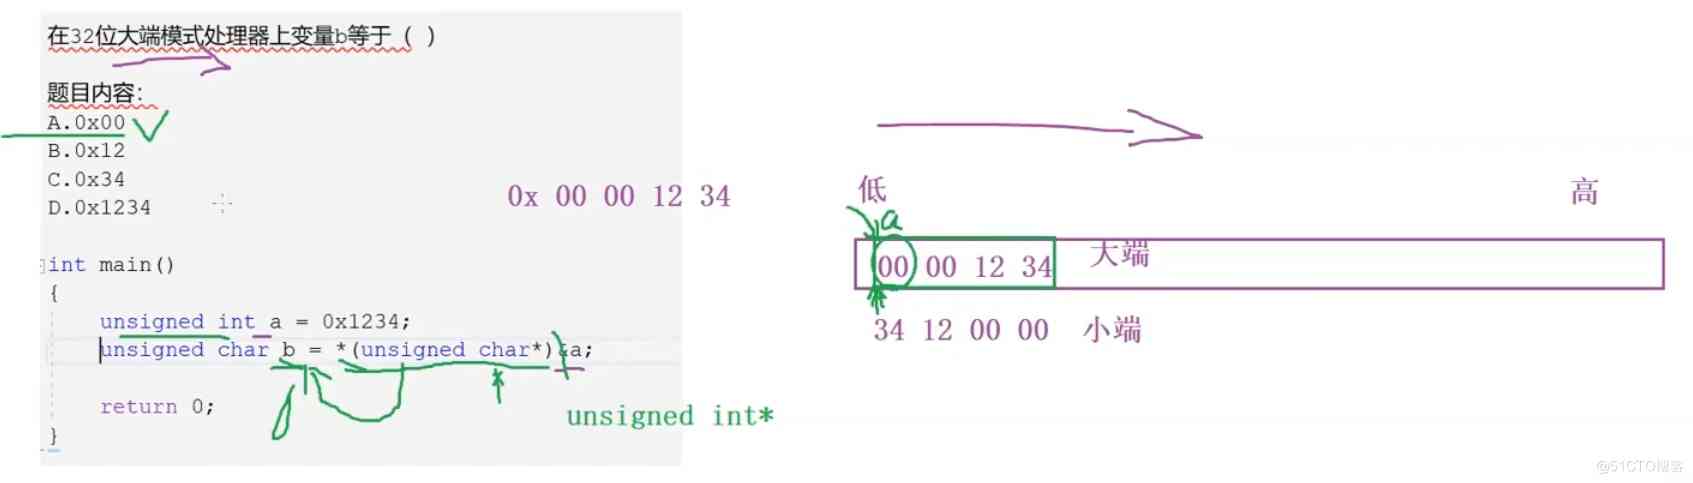 在32位大端模式处理器上变量b等于（ ）
题目内容：
A.0x00
B.0x12
C.0x34
D.0x1234
int main()
{
unsigned int a = 0x1234;
unsigned char b = *(unsigned char*)&a;
return 0;
}
unsigned int*
0x 00 00 12 34
低
高
a
00 00 12 34
大端
34 12 00 00
小端
@51CTO博客